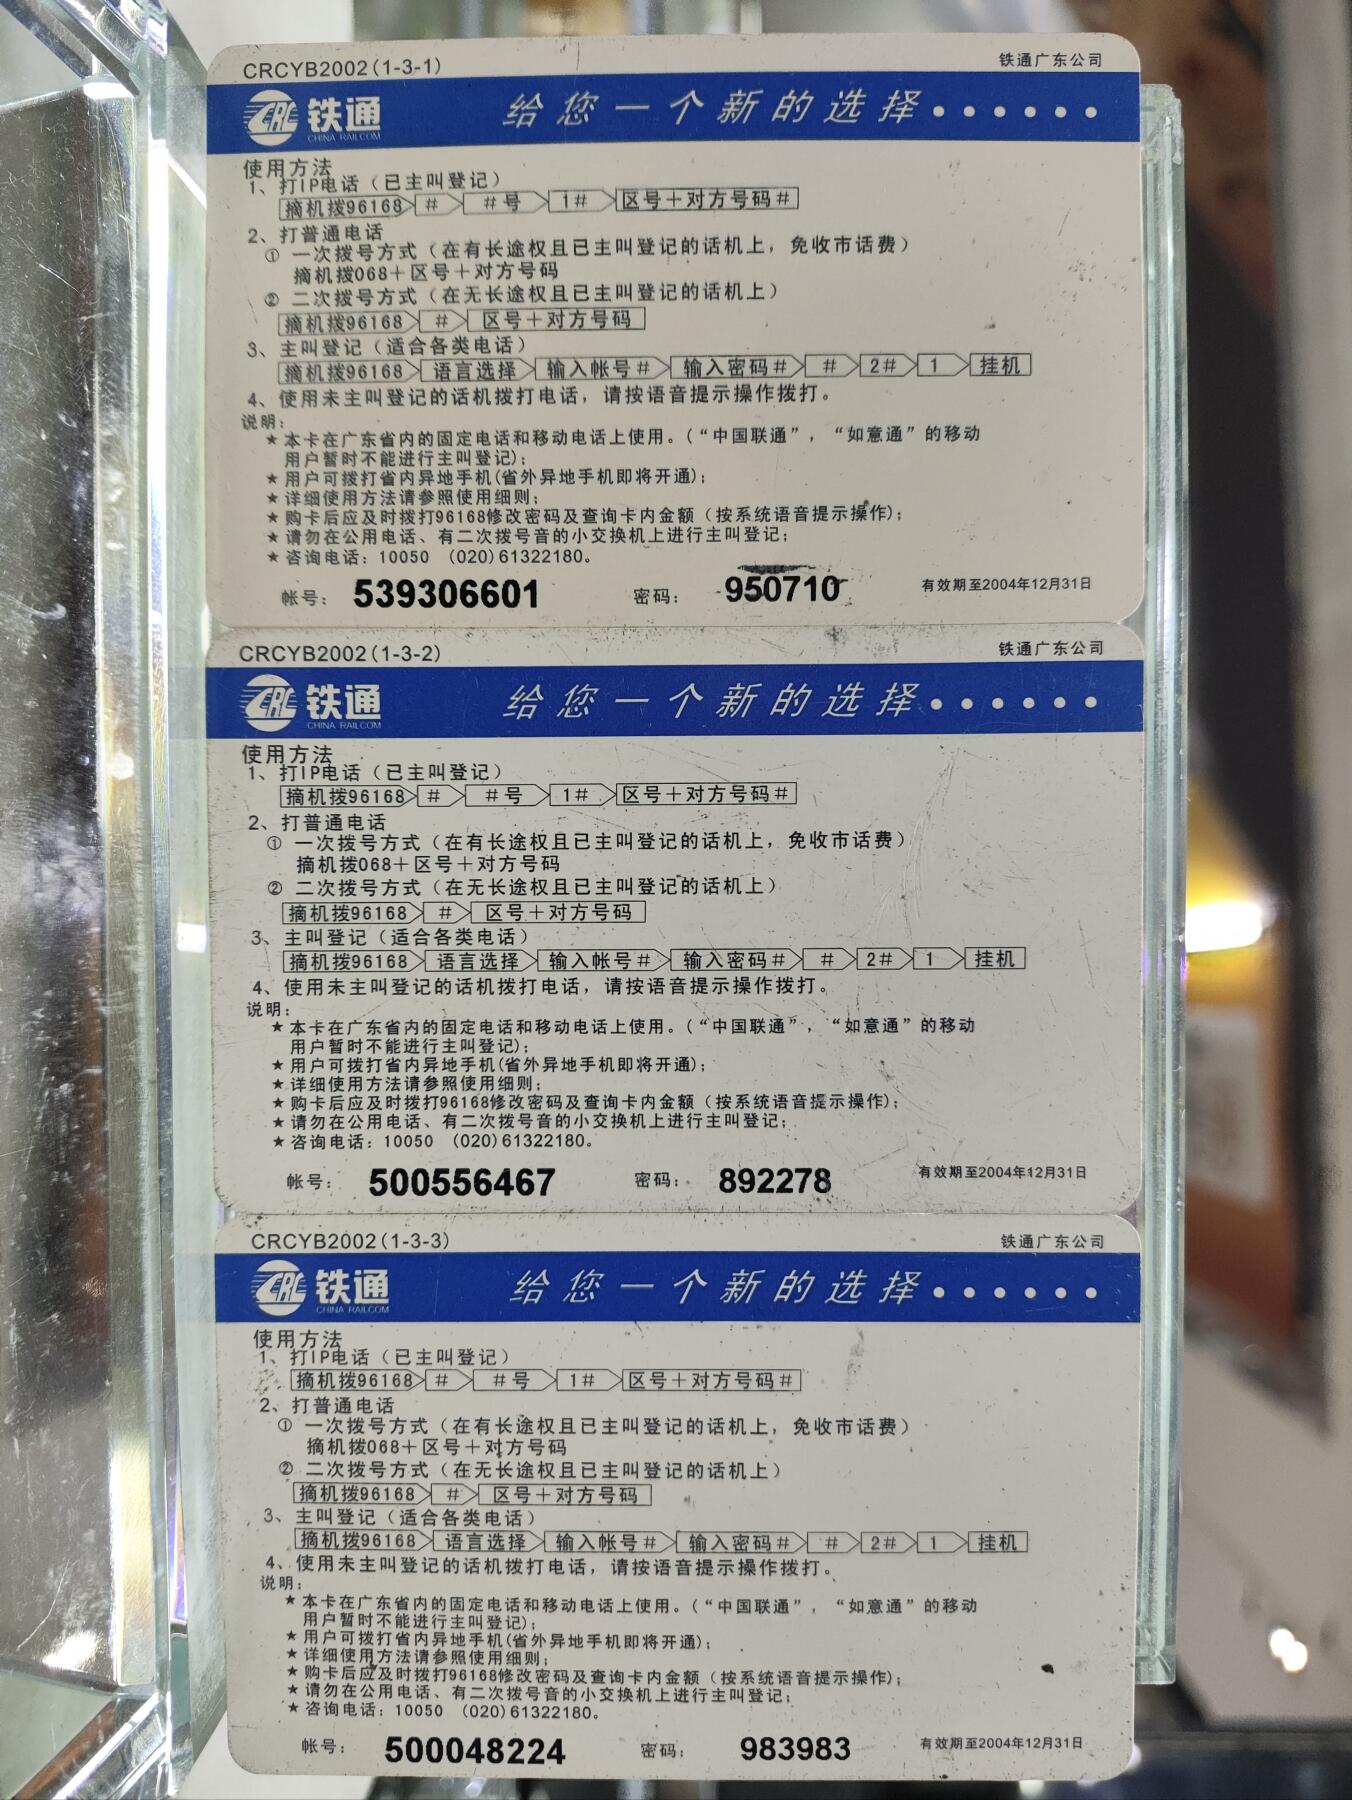 CRCYB2002(1-3-1)
铁通广东公司
CRC 铁通
CHINA RAILCOM
给您一个新的选择••••••
使用方法
1、打IP电话（已主叫登记）
摘机拨96168 # #号 1# 区号+对方号码#
2、打普通电话
① 一次拨号方式（在有长途权且已主叫登记的话机上，免收市话费）
摘机拨068+区号+对方号码
② 二次拨号方式（在无长途权且已主叫登记的话机上）
摘机拨96168 # 区号+对方号码
3、主叫登记（适合各类电话）
摘机拨96168 语言选择 输入帐号# 输入密码# # 2# 1 挂机
4、使用未主叫登记的话机拨打电话，请按语音提示操作拨打。
说明：
★本卡在广东省内的固定电话和移动电话上使用。(“中国联通”，“如意通”的移动
用户暂时不能进行主叫登记)；
★用户可拨打省内异地手机(省外异地手机即将开通)；
★详细使用方法请参照使用细则；
★购卡后应及时拨打96168修改密码及查询卡内金额（按系统语音提示操作)；
★请勿在公用电话、有二次拨号音的小交换机上进行主叫登记；
★咨询电话：10050 (020)61322180。
帐号： 539306601 密码： 950710 有效期至2004年12月31日
CRCYB2002(1-3-2)
铁通广东公司
CRC 铁通
CHINA RAILCOM
给您一个新的选择••••••
使用方法
1、打IP电话（已主叫登记）
摘机拨96168 # #号 1# 区号+对方号码#
2、打普通电话
① 一次拨号方式（在有长途权且已主叫登记的话机上，免收市话费）
摘机拨068+区号+对方号码
② 二次拨号方式（在无长途权且已主叫登记的话机上）
摘机拨96168 # 区号+对方号码
3、主叫登记（适合各类电话）
摘机拨96168 语言选择 输入帐号# 输入密码# # 2# 1 挂机
4、使用未主叫登记的话机拨打电话，请按语音提示操作拨打。
说明：
★本卡在广东省内的固定电话和移动电话上使用。(“中国联通”，“如意通”的移动
用户暂时不能进行主叫登记)；
★用户可拨打省内异地手机(省外异地手机即将开通)；
★详细使用方法请参照使用细则；
★购卡后应及时拨打96168修改密码及查询卡内金额（按系统语音提示操作)；
★请勿在公用电话、有二次拨号音的小交换机上进行主叫登记；
★咨询电话：10050 (020)61322180。
帐号： 500556467 密码： 892278 有效期至2004年12月31日
CRCYB2002(1-3-3)
铁通广东公司
CRC 铁通
CHINA RAILCOM
给您一个新的选择••••••
使用方法
1、打IP电话（已主叫登记）
摘机拨96168 # #号 1# 区号+对方号码#
2、打普通电话
① 一次拨号方式（在有长途权且已主叫登记的话机上，免收市话费）
摘机拨068+区号+对方号码
② 二次拨号方式（在无长途权且已主叫登记的话机上）
摘机拨96168 # 区号+对方号码
3、主叫登记（适合各类电话）
摘机拨96168 语言选择 输入帐号# 输入密码# # 2# 1 挂机
4、使用未主叫登记的话机拨打电话，请按语音提示操作拨打。
说明：
★本卡在广东省内的固定电话和移动电话上使用。(“中国联通”，“如意通”的移动
用户暂时不能进行主叫登记)；
★用户可拨打省内异地手机(省外异地手机即将开通)；
★详细使用方法请参照使用细则；
★购卡后应及时拨打96168修改密码及查询卡内金额（按系统语音提示操作)；
★请勿在公用电话、有二次拨号音的小交换机上进行主叫登记；
★咨询电话：10050 (020)61322180。
帐号： 500048224 密码： 983983 有效期至2004年12月31日